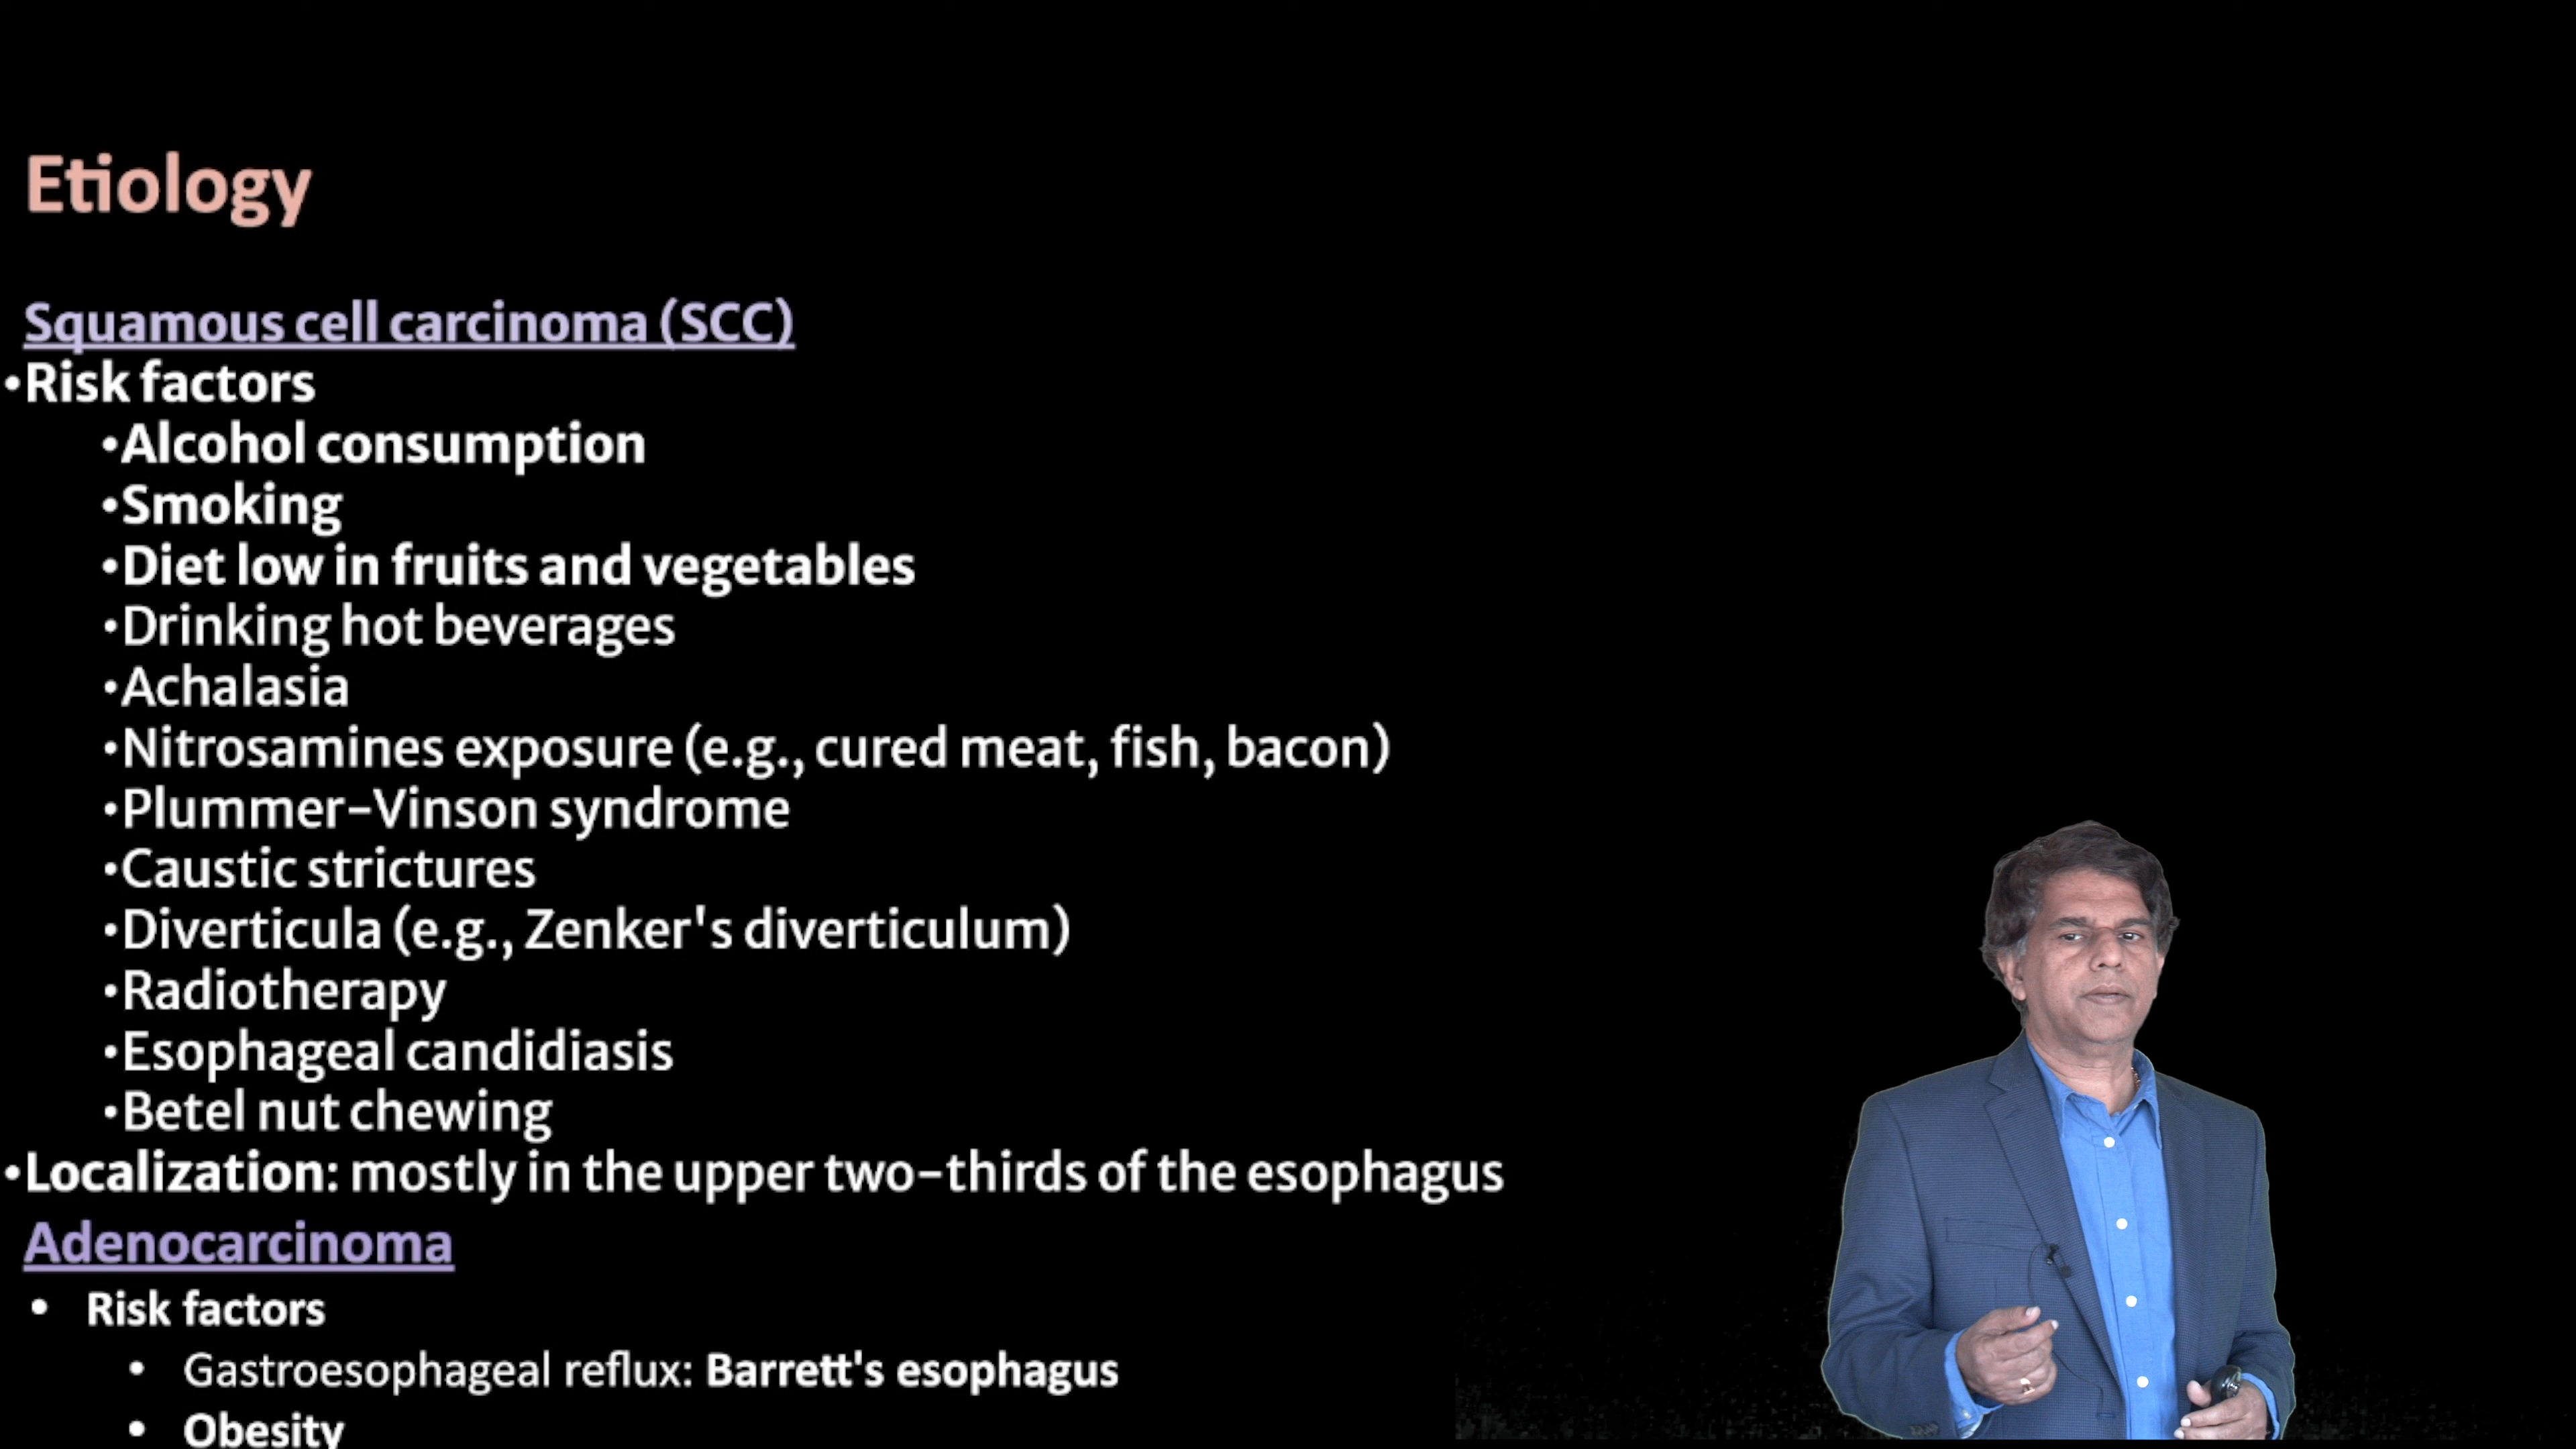 Etiology
Squamous cell carcinoma (SCC)
•Risk factors
•Alcohol consumption
•Smoking
•Diet low in fruits and vegetables
•Drinking hot beverages
•Achalasia
•Nitrosamines exposure (e.g., cured meat, fish, bacon)
•Plummer-Vinson syndrome
•Caustic strictures
•Diverticula (e.g., Zenker's diverticulum)
•Radiotherapy
•Esophageal candidiasis
•Betel nut chewing
•Localization: mostly in the upper two-thirds of the esophagus
Adenocarcinoma
• Risk factors
• Gastroesophageal reflux: Barrett's esophagus
• Obesity